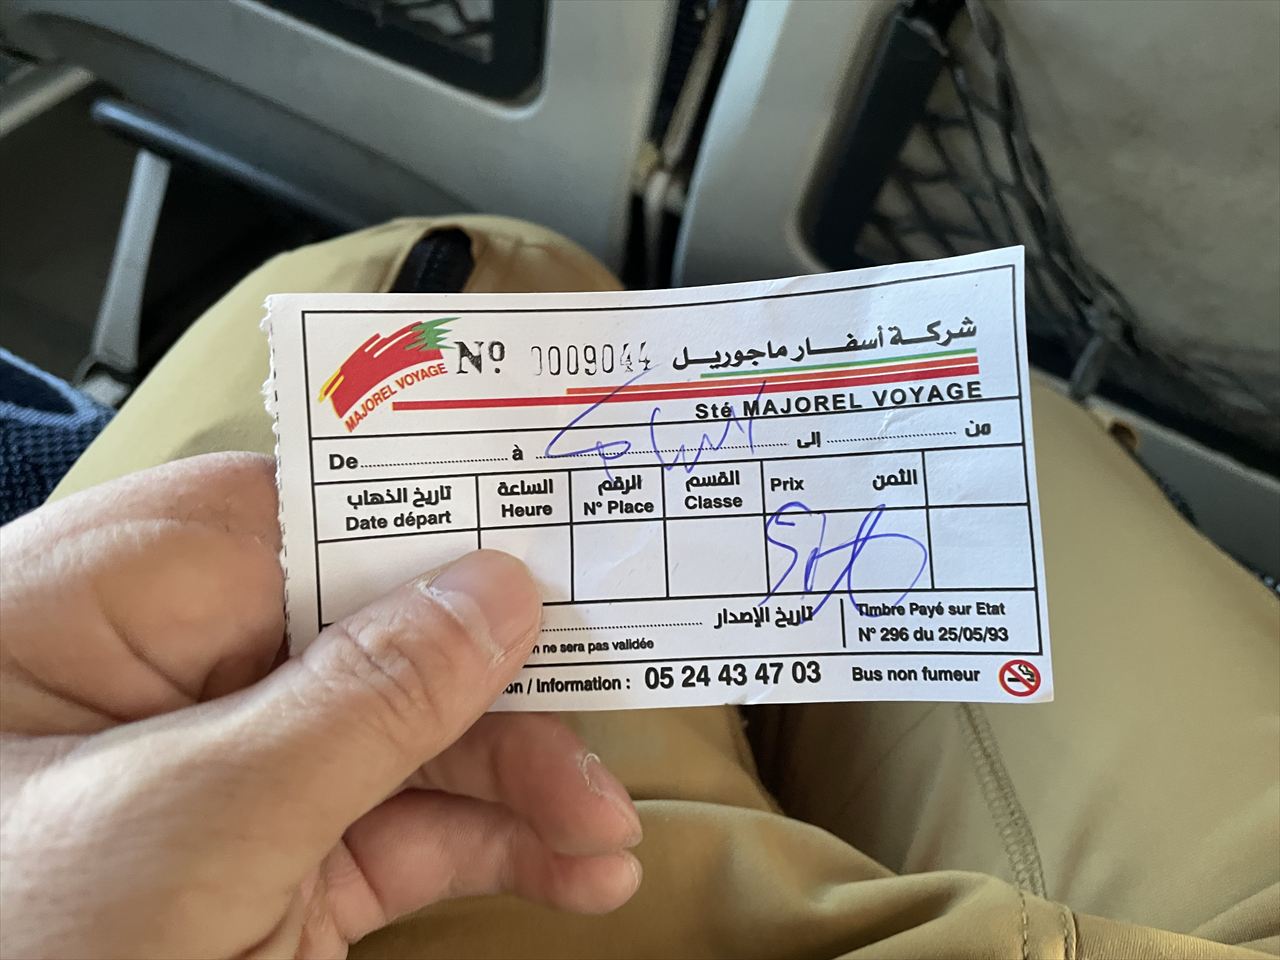 شركة أسفار ماجوريل
MAJOREL VOYAGE Nº 0009044
Sté MAJOREL VOYAGE
De à إلى من
تاريخ الذهاب الساعة الرقم القسم الثمن
Date départ Heure N° Place Classe Prix
تاريخ الإصدار Timbre Payé sur Etat
N° 296 du 25/05/93
ne sera pas validée
/ Information : 05 24 43 47 03 Bus non fumeur